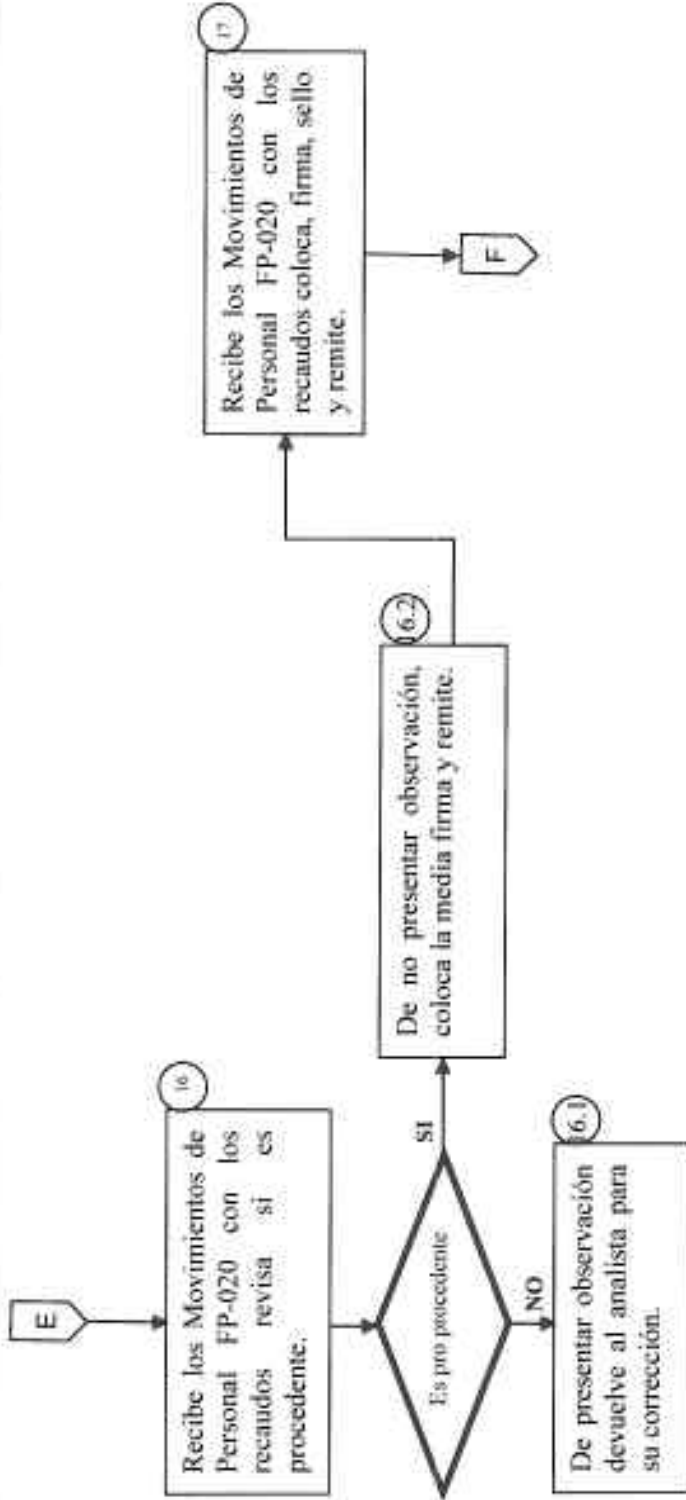 E
16
Recibe los Movimientos de
Personal FP-020 con los
recaudos revisa si es
procedente.
Es pro procedente
SI
NO
16.1
De presentar observación
devuelve al analista para
su corrección.
16.2
De no presentar observación,
coloca la media firma y remite.
17
Recibe los Movimientos de
Personal FP-020 con los
recaudos coloca, firma, sello
y remite.
F